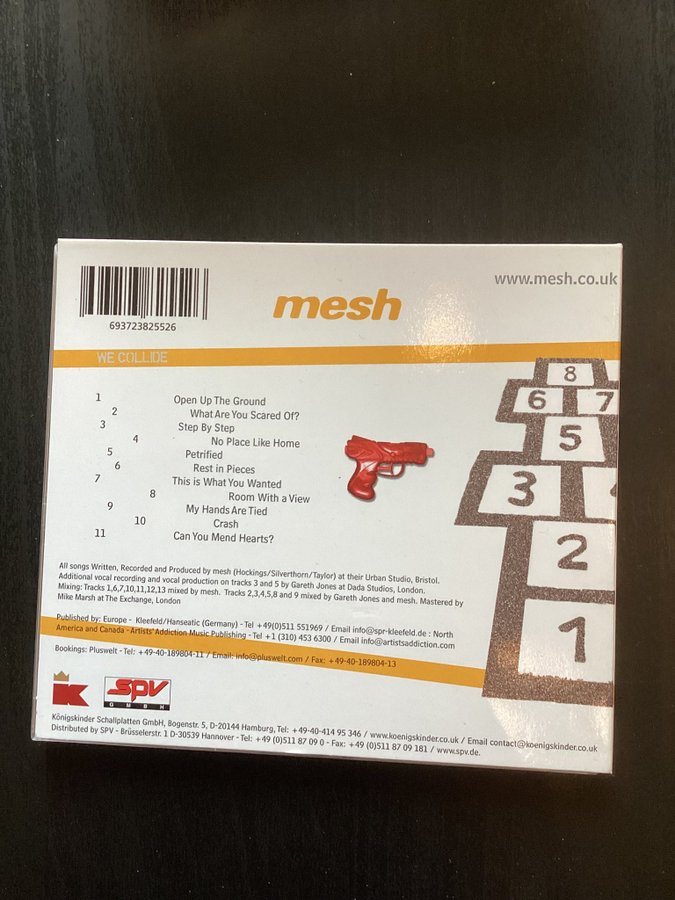 www.mesh.co.uk
mesh
693723825526
WE COLLIDE
1 Open Up The Ground
2 What Are You Scared Of?
3 Step By Step
4 No Place Like Home
5 Petrified
6 Rest in Pieces
7 This is What You Wanted
8 Room With a View
9 My Hands Are Tied
10 Crash
11 Can You Mend Hearts?
8
6 7
5
3 4
2
1
All songs Written, Recorded and Produced by mesh (Hockings/Silverthorn/Taylor) at their Urban Studio, Bristol.
Additional vocal recording and vocal production on tracks 3 and 5 by Gareth Jones at Dada Studios, London.
Mixing: Tracks 1,6,7,10,11,12,13 mixed by mesh. Tracks 2,3,4,5,8 and 9 mixed by Gareth Jones and mesh. Mastered by
Mike Marsh at The Exchange, London
Published by: Europe - Kleefeld/Hanseatic (Germany) - Tel +49(0)511 551969 / Email info@spr-kleefeld.de : North
America and Canada - Artists' Addiction Music Publishing - Tel +1 (310) 453 6300 / Email info@artistsaddiction.com
Bookings: Pluswelt - Tel: +49-40-189804-11 / Email: info@pluswelt.com / Fax: +49-40-189804-13
K
SPV
GMBH
Königskinder Schallplatten GmbH, Bogenstr. 5, D-20144 Hamburg, Tel: +49-40-414 95 346 / www.koenigskinder.co.uk / Email contact@koenigskinder.co.uk
Distributed by SPV - Brüsselerstr. 1 D-30539 Hannover - Tel: +49 (0)511 87 09 0 - Fax: +49 (0)511 87 09 181 / www.spv.de.